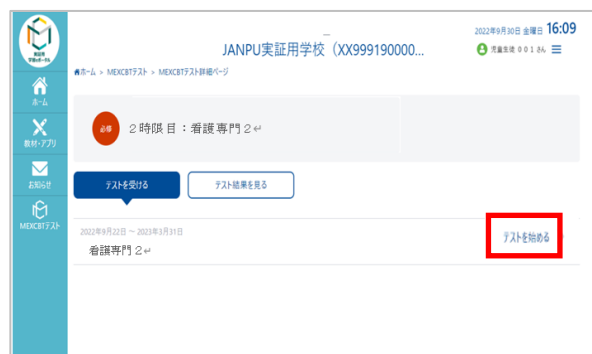 2022年9月30日 金曜日 16:09
JANPU実証用学校（XX999190000...
児童生徒 001 さん
ホーム > MEXCBTテスト > MEXCBTテスト詳細ページ
ホーム
教材・アプリ
お知らせ
MEXCBTテスト
必修
2時限目：看護専門2↵
テストを受ける
テスト結果を見る
2022年9月22日 ～ 2023年3月31日
看護専門2↵
テストを始める